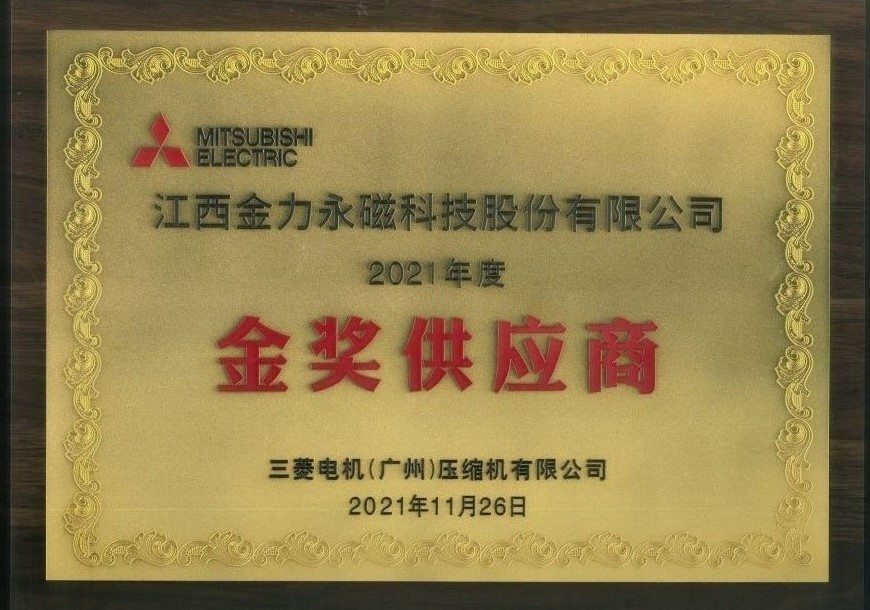 MITSUBISHI
ELECTRIC
江西金力永磁科技股份有限公司
2021年度
金奖供应商
三菱电机(广州)压缩机有限公司
2021年11月26日